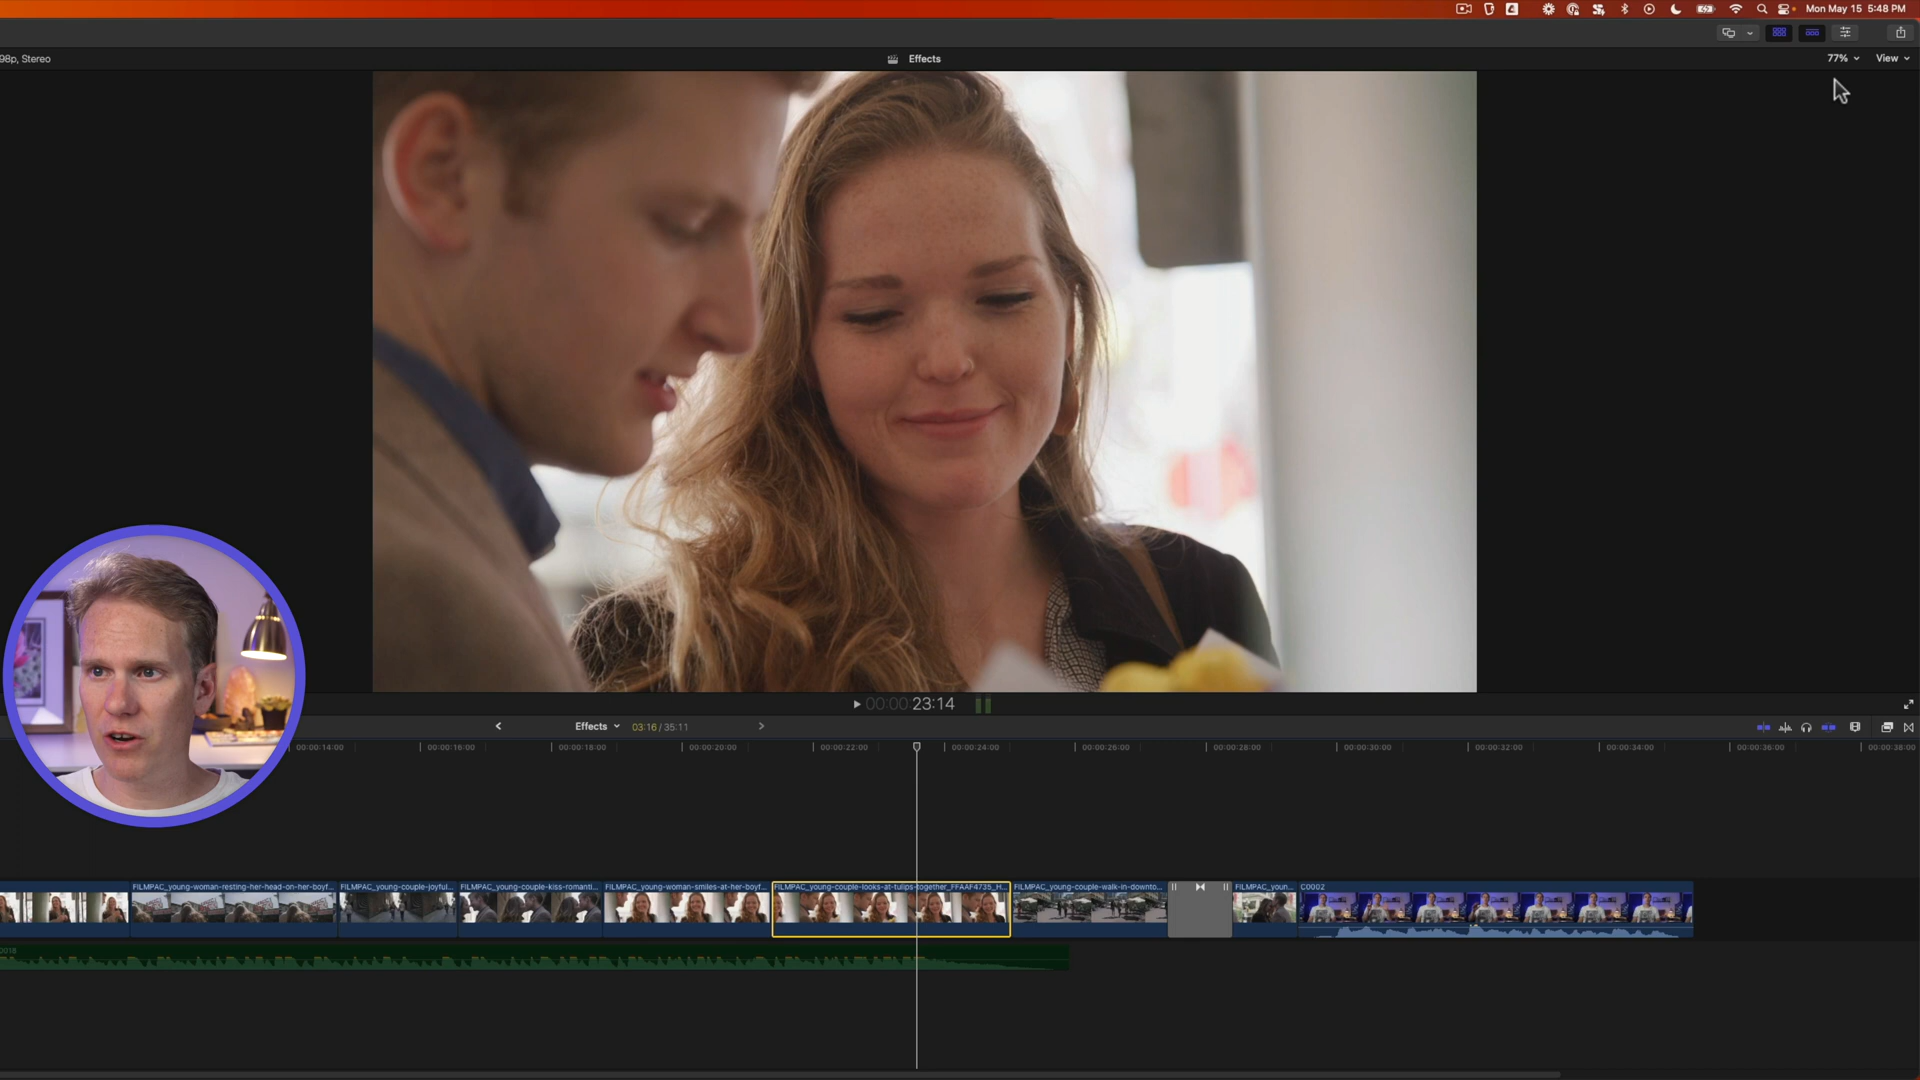 Mon May 15 5:48 PM
98p, Stereo
Effects
77%
View
00:00:23:14
Effects
03:16 / 35:11
00:00:14:00
00:00:16:00
00:00:18:00
00:00:20:00
00:00:22:00
00:00:24:00
00:00:26:00
00:00:28:00
00:00:30:00
00:00:32:00
00:00:34:00
00:00:36:00
00:00:38:00
FILMPAC_young-woman-resting-her-head-on-her-boyf...
FILMPAC_young-couple-joyful...
FILMPAC_young-couple-kiss-romanti...
FILMPAC_young-woman-smiles-at-her-boyf...
FILMPAC_young-couple-looks-at-tulips-together_FFAAF4735_H...
FILMPAC_young-couple-walk-in-downto...
FILMPAC_youn...
C0002
0018